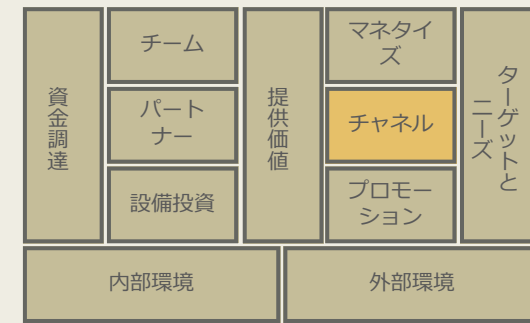 資金調達
チーム
パート
ナー
設備投資
提供価値
マネタイ
ズ
チャネル
プロモー
ション
ターゲットと
ニーズ
内部環境
外部環境